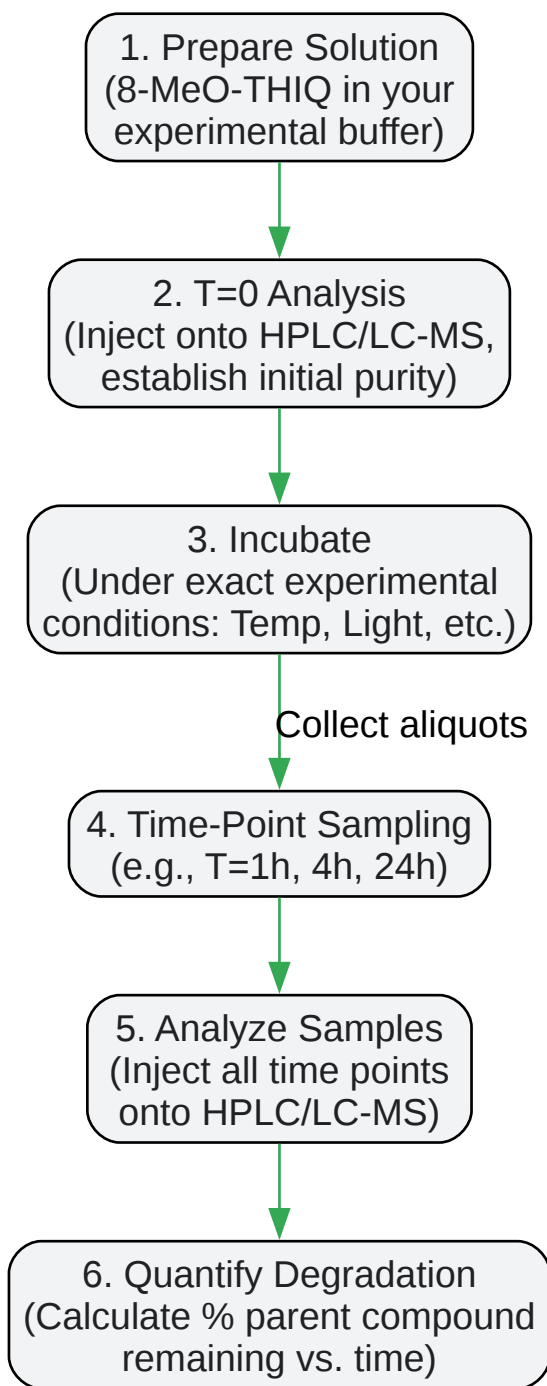 1. Prepare Solution
(8-MeO-THIQ in your
experimental buffer)
2. T=0 Analysis
(Inject onto HPLC/LC-MS,
establish initial purity)
3. Incubate
(Under exact experimental
conditions: Temp, Light, etc.)
Collect aliquots
4. Time-Point Sampling
(e.g., T=1h, 4h, 24h)
5. Analyze Samples
(Inject all time points
onto HPLC/LC-MS)
6. Quantify Degradation
(Calculate % parent compound
remaining vs. time)